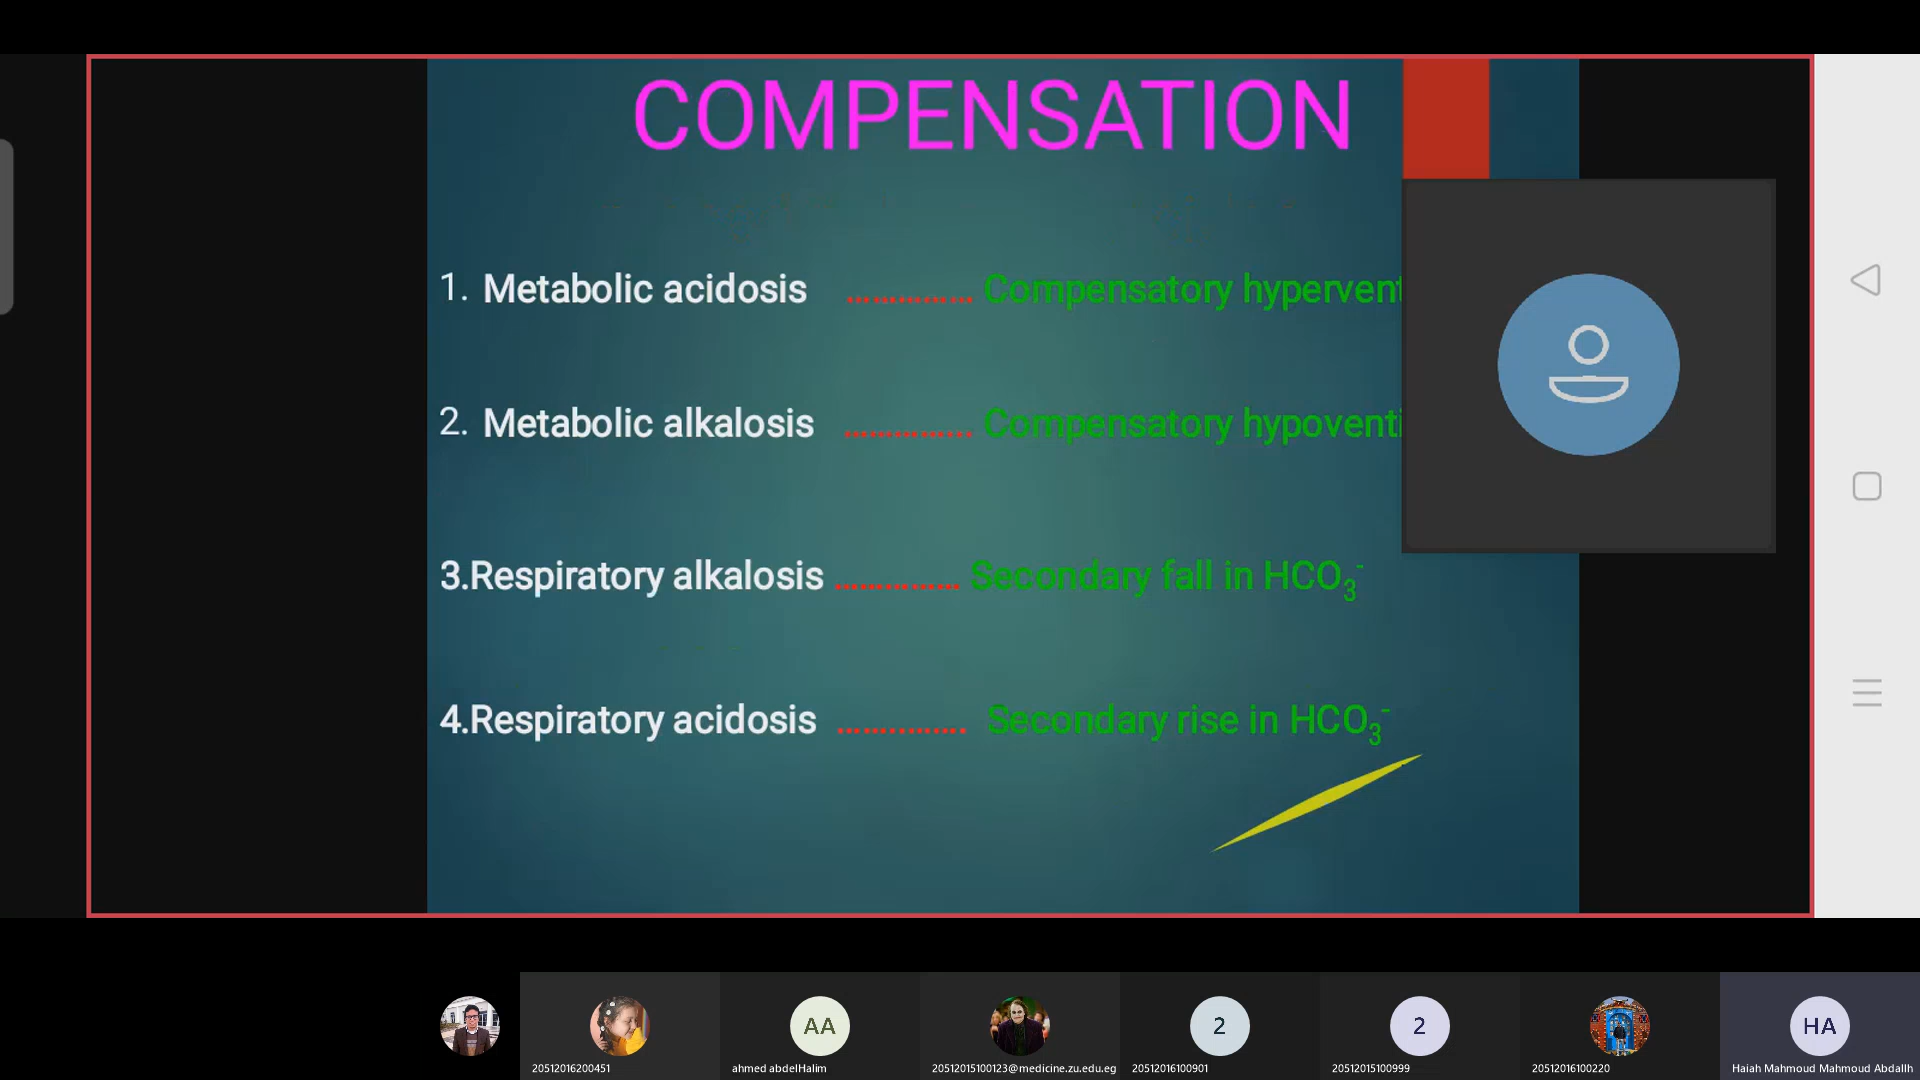 COMPENSATION
1. Metabolic acidosis .............. Compensatory hypervent
2. Metabolic alkalosis .............. Compensatory hypoventi
3.Respiratory alkalosis .............. Secondary fall in HCO₃⁻
4.Respiratory acidosis .............. Secondary rise in HCO₃⁻
AA
2
2
HA
20512016200451
ahmed abdelHalim
20512015100123@medicine.zu.edu.eg
20512016100901
20512015100999
20512016100220
Haiah Mahmoud Mahmoud Abdallh